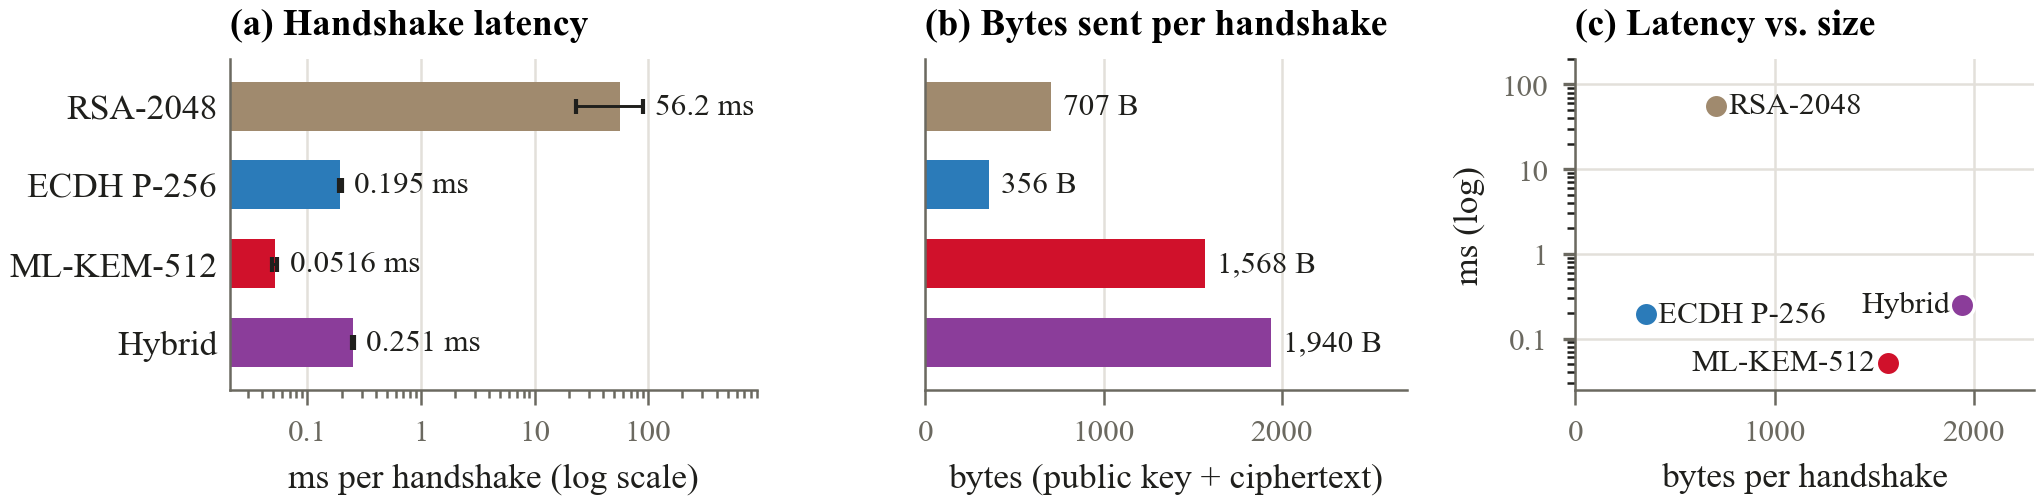 (a) Handshake latency
RSA-2048
56.2 ms
ECDH P-256
0.195 ms
ML-KEM-512
0.0516 ms
Hybrid
0.251 ms
0.1 1 10 100
ms per handshake (log scale)
(b) Bytes sent per handshake
707 B
356 B
1,568 B
1,940 B
0 1000 2000
bytes (public key + ciphertext)
(c) Latency vs. size
100
10
1
0.1
ms (log)
RSA-2048
ECDH P-256
Hybrid
ML-KEM-512
0 1000 2000
bytes per handshake